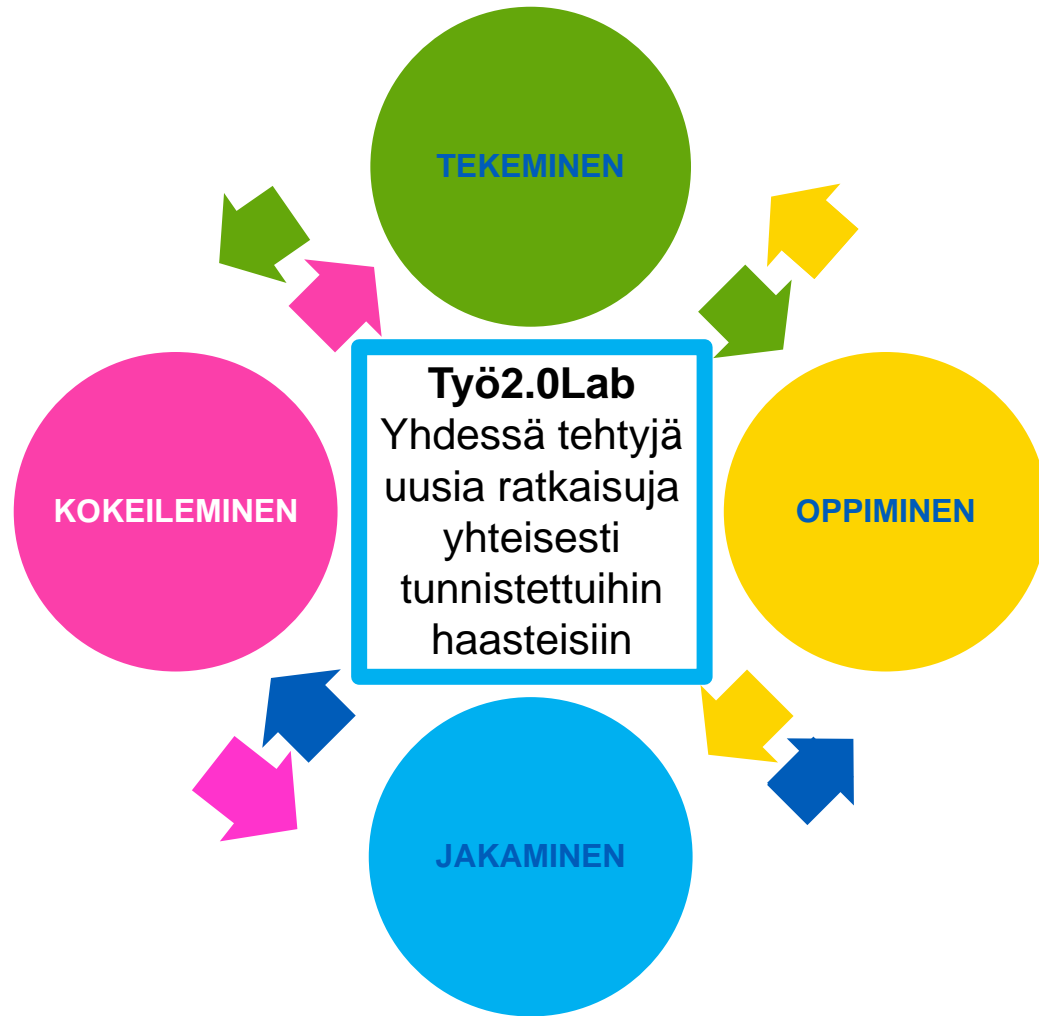 TEKEMINEN
Työ2.0Lab
Yhdessä tehtyjä
uusia ratkaisuja
yhteisesti
tunnistettuihin
haasteisiin
KOKEILEMINEN
OPPIMINEN
JAKAMINEN